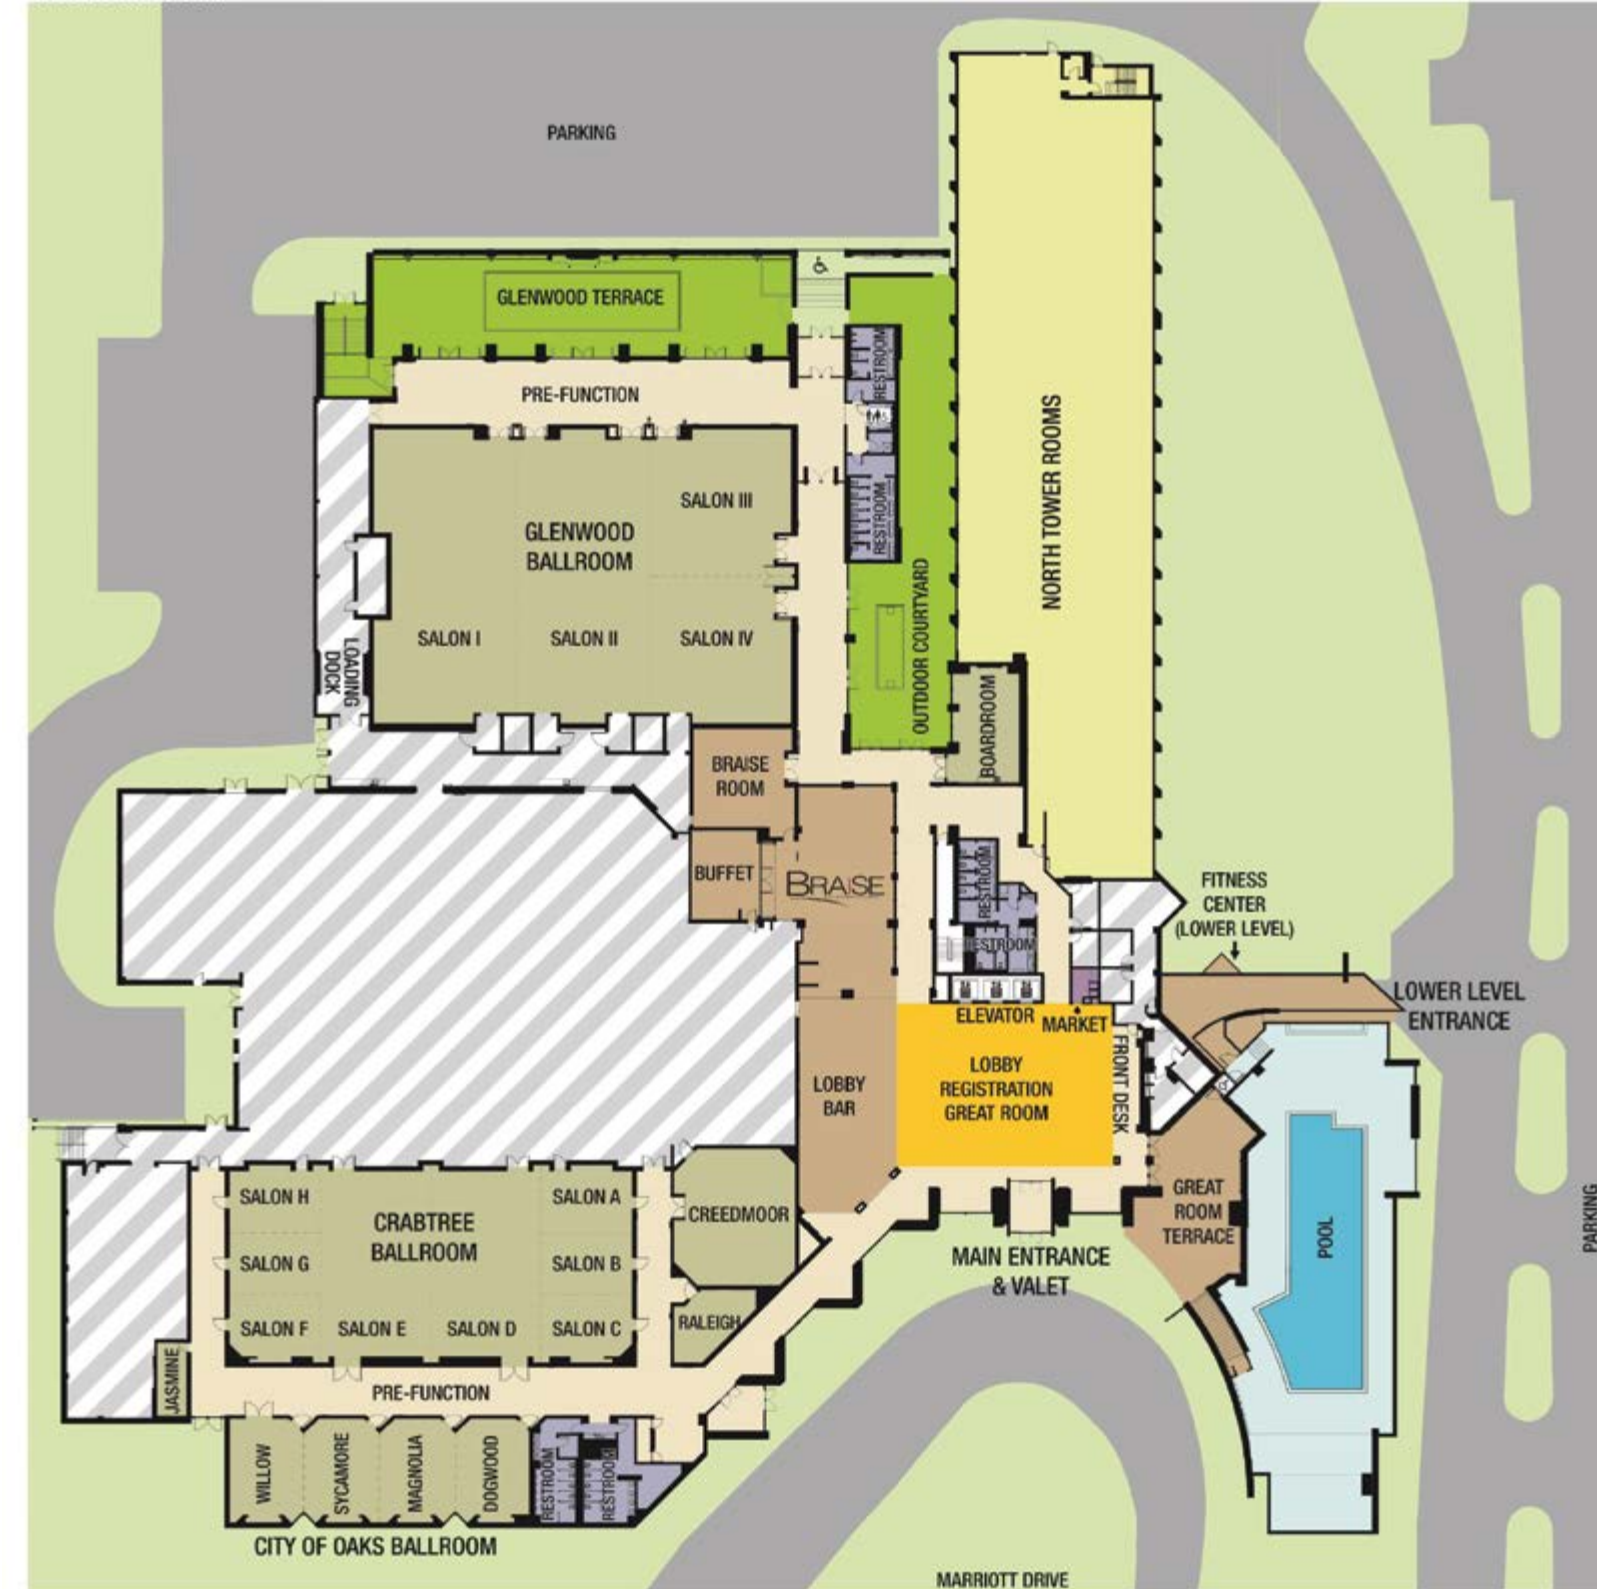 PARKING
GLENWOOD TERRACE
RESTROOM
PRE-FUNCTION
NORTH TOWER ROOMS
SALON III
GLENWOOD
BALLROOM
RESTROOM
OUTDOOR COURTYARD
SALON I
SALON II
SALON IV
LOADING
DOCK
BOARDROOM
BRAISE
ROOM
BUFFET
BRAISE
RESTROOM
RESTROOM
FITNESS
CENTER
(LOWER LEVEL)
LOWER LEVEL
ENTRANCE
ELEVATOR
MARKET
FRONT DESK
LOBBY
REGISTRATION
GREAT ROOM
LOBBY
BAR
SALON H
SALON A
CRABTREE
BALLROOM
CREEDMOOR
GREAT
ROOM
TERRACE
POOL
PARKING
SALON G
SALON B
MAIN ENTRANCE
& VALET
SALON F
SALON E
SALON D
SALON C
RALEIGH
JASMINE
PRE-FUNCTION
WILLOW
SYCAMORE
MAGNOLIA
DOGWOOD
RESTROOM
RESTROOM
CITY OF OAKS BALLROOM
MARRIOTT DRIVE